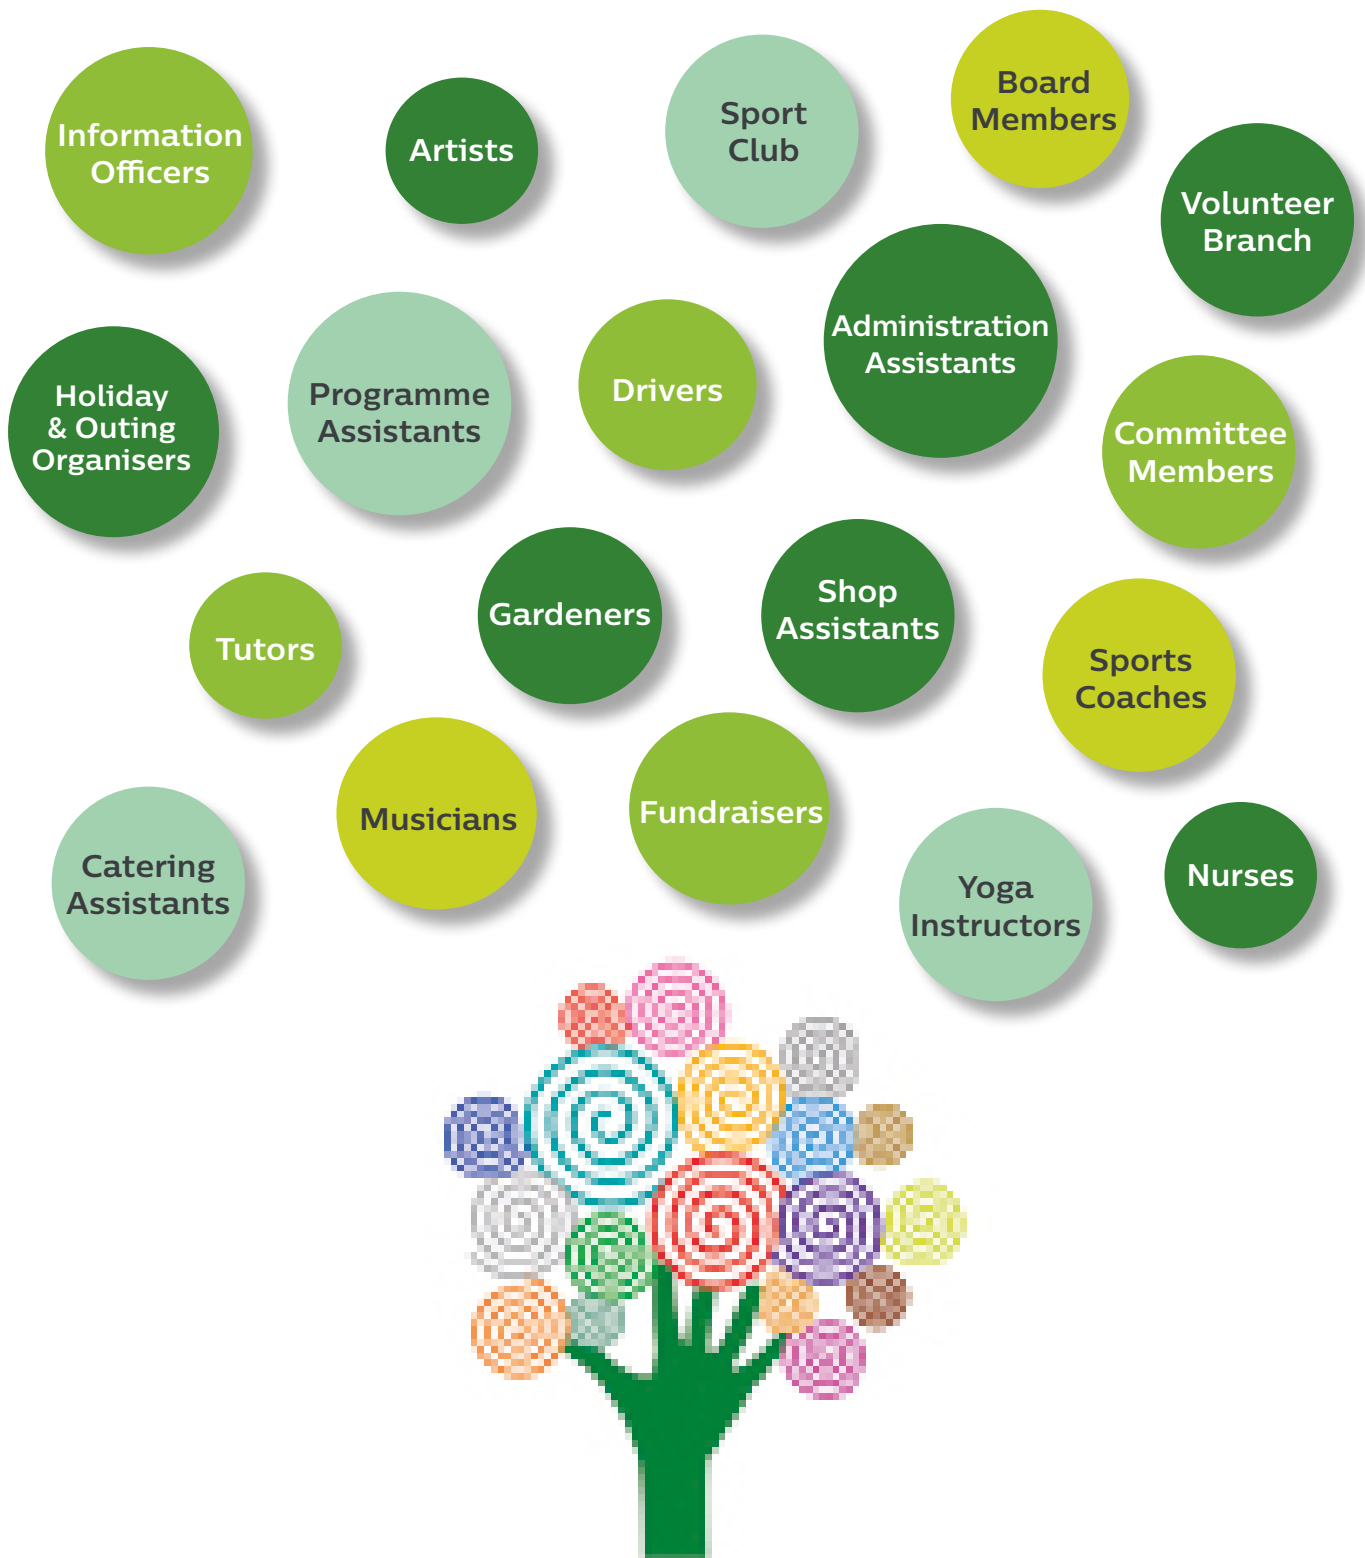 Information
Officers
Artists
Sport
Club
Board
Members
Volunteer
Branch
Holiday
& Outing
Organisers
Programme
Assistants
Drivers
Administration
Assistants
Committee
Members
Tutors
Gardeners
Shop
Assistants
Sports
Coaches
Catering
Assistants
Musicians
Fundraisers
Yoga
Instructors
Nurses